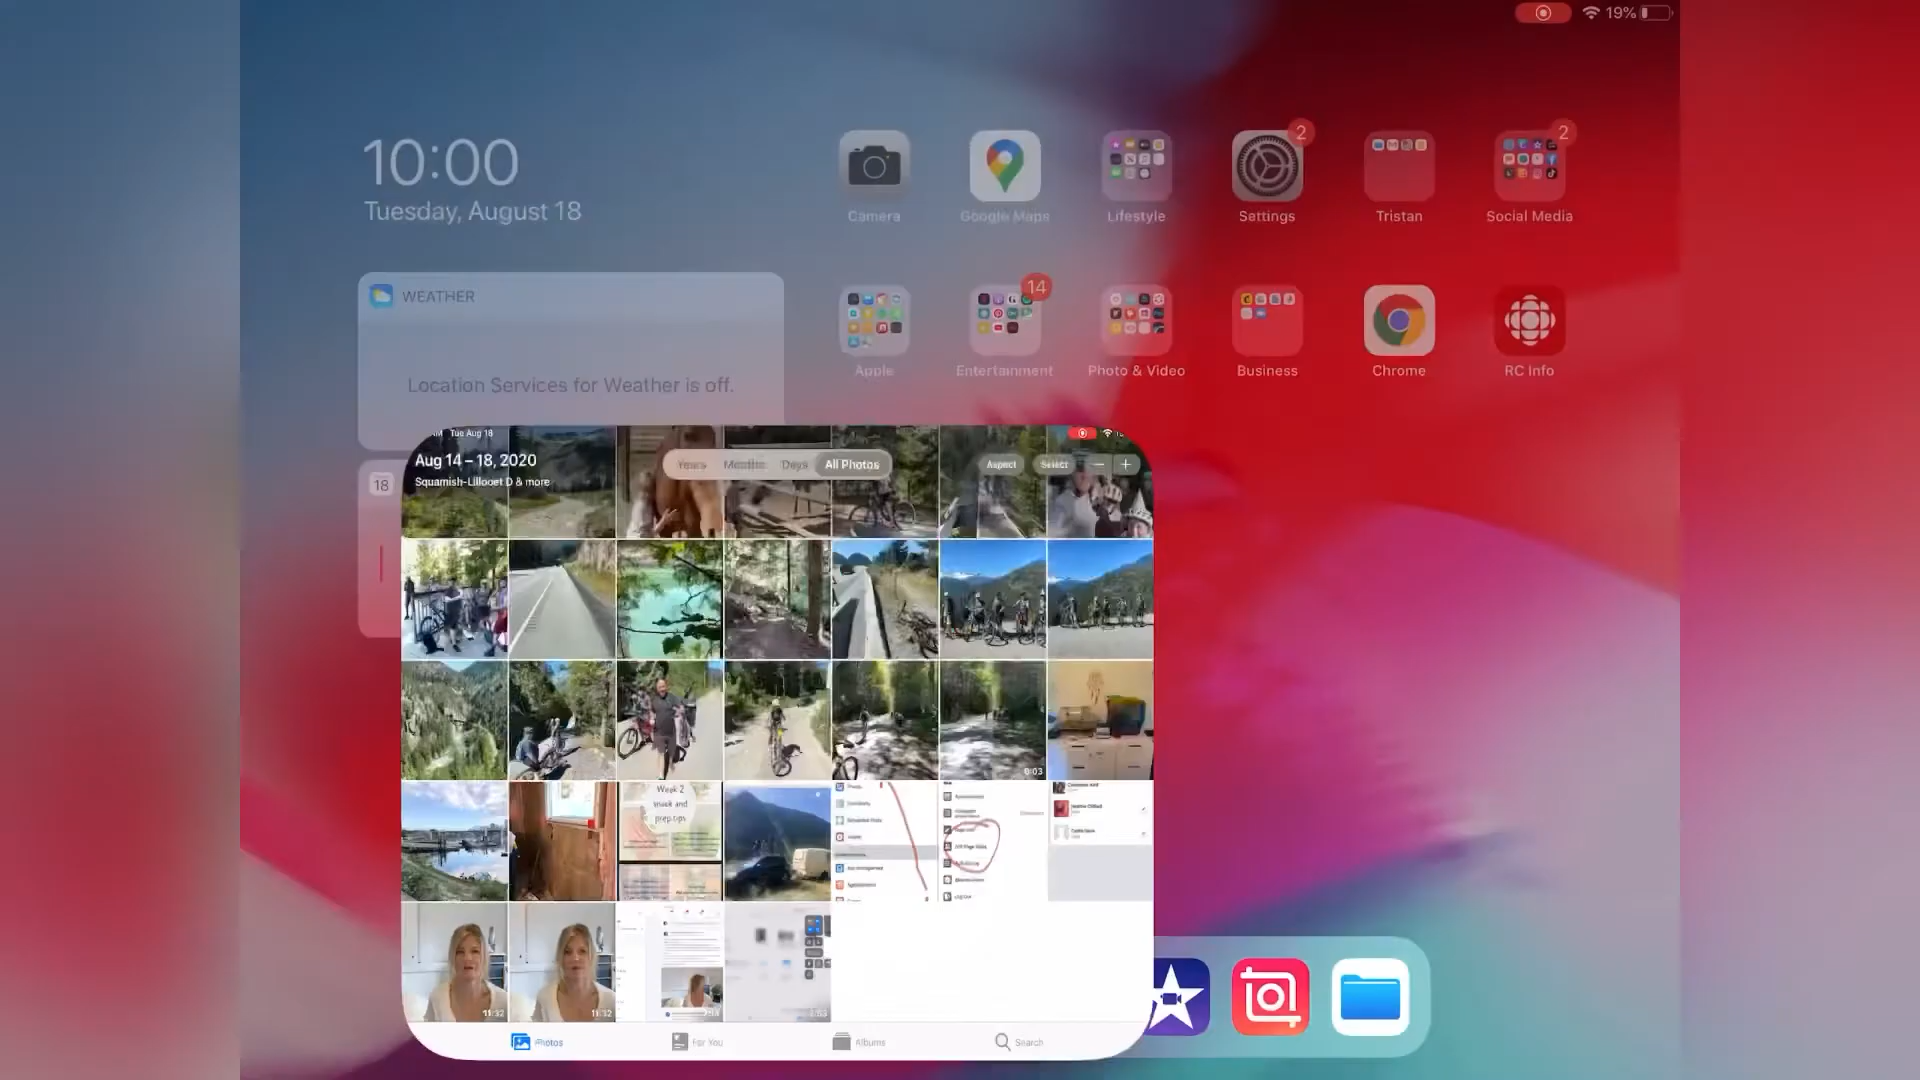 19%
10:00
Tuesday, August 18
Camera
Google Maps
Lifestyle
2
Settings
Tristan
2
Social Media
WEATHER
Location Services for Weather is off.
Apple
14
Entertainment
Photo & Video
Business
Chrome
RC Info
18
Tue Aug 18
Aug 14 – 18, 2020
Squamish-Lillooet D & more
Years
Months
Days
All Photos
Aspect
Select
0:03
Week 2
snack and
prep tips
Log Out
11:32
11:32
Photos
For You
Albums
Search